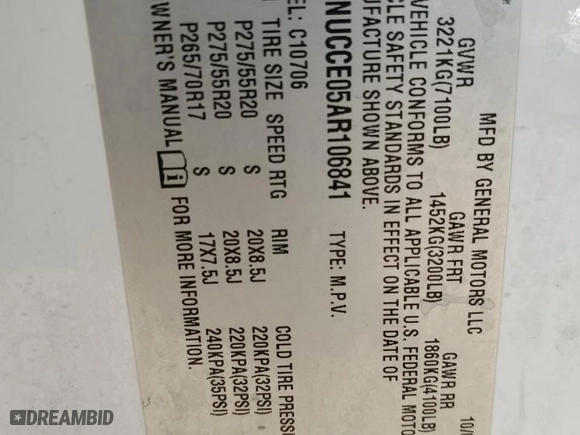 MFD BY GENERAL MOTORS LLC 10/
GVWR GAWR FRT GAWR RR
3221KG(7100LB) 1452KG(3200LB) 1860KG(4100LB)
VEHICLE CONFORMS TO ALL APPLICABLE U.S. FEDERAL MOTO
CLE SAFETY STANDARDS IN EFFECT ON THE DATE OF
UFACTURE SHOWN ABOVE.
NUCCE05AR106841 TYPE: M.P.V.
EL: C10706
TIRE SIZE SPEED RTG RIM COLD TIRE PRESS
P275/55R20 S 20X8.5J 220KPA(32PSI)
P275/55R20 S 20X8.5J 220KPA(32PSI)
P265/70R17 S 17X7.5J 240KPA(35PSI)
WNER'S MANUAL FOR MORE INFORMATION.
DREAMBID